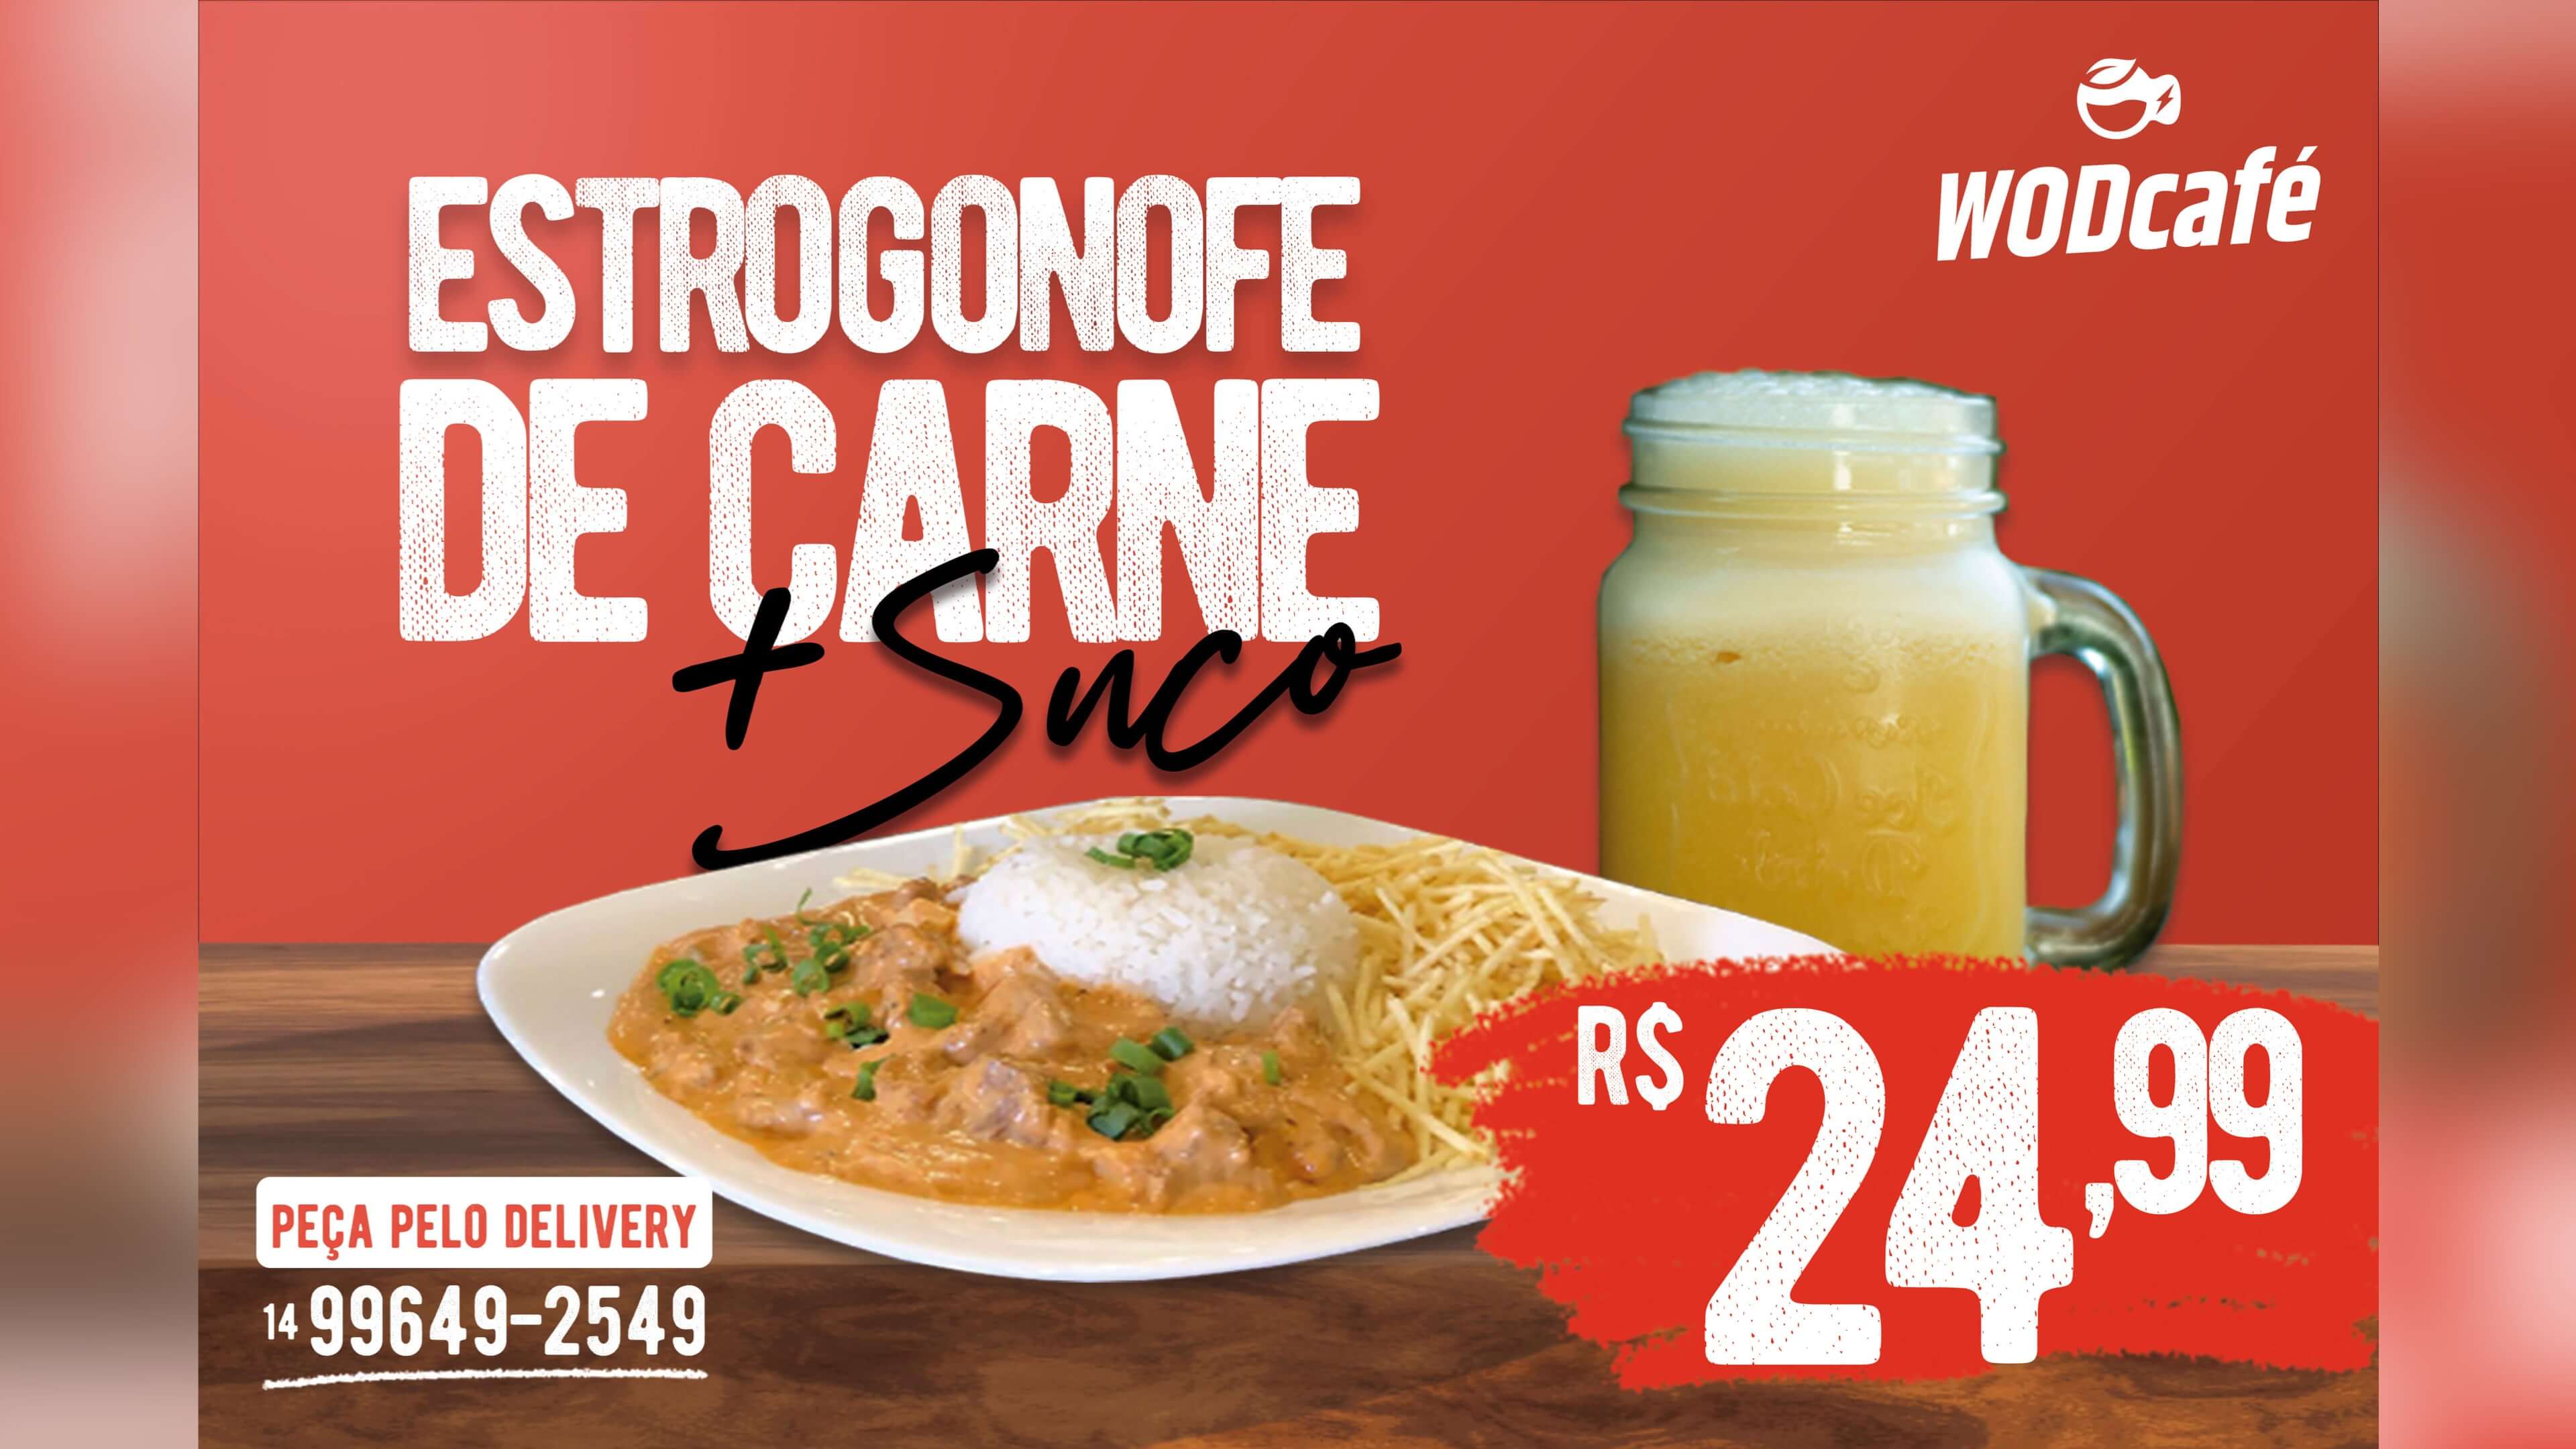 WODcafé
ESTROGONOFE
DE CARNE
+Suco
R$ 24,99
PEÇA PELO DELIVERY
14 99649-2549